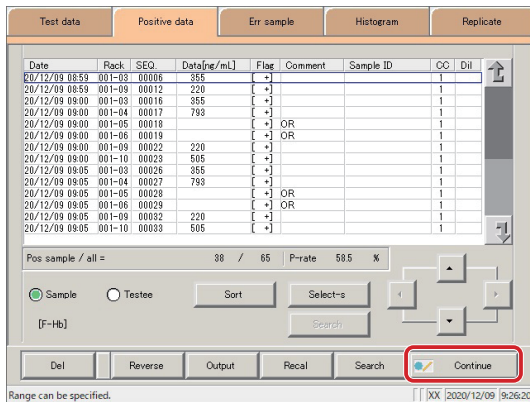 Test data Positive data Err sample Histogram Replicate
Date Rack SEQ. Data[ng/mL] Flag Comment Sample ID CC Dil
20/12/09 08:59 001-03 00006 355 [ +] 1
20/12/09 08:59 001-09 00012 220 [ +] 1
20/12/09 09:00 001-03 00016 355 [ +] 1
20/12/09 09:00 001-04 00017 793 [ +] 1
20/12/09 09:00 001-05 00018 [ +] OR 1
20/12/09 09:00 001-06 00019 [ +] OR 1
20/12/09 09:00 001-09 00022 220 [ +] 1
20/12/09 09:00 001-10 00023 505 [ +] 1
20/12/09 09:05 001-03 00026 355 [ +] 1
20/12/09 09:05 001-04 00027 793 [ +] 1
20/12/09 09:05 001-05 00028 [ +] OR 1
20/12/09 09:05 001-06 00029 [ +] OR 1
20/12/09 09:05 001-09 00032 220 [ +] 1
20/12/09 09:05 001-10 00033 505 [ +] 1
Pos sample / all = 38 / 65 P-rate 58.5 %
Sample Testee Sort Select-s
[F-Hb] Search
Del Reverse Output Recal Search Continue
Range can be specified. XX 2020/12/09 9:26:20